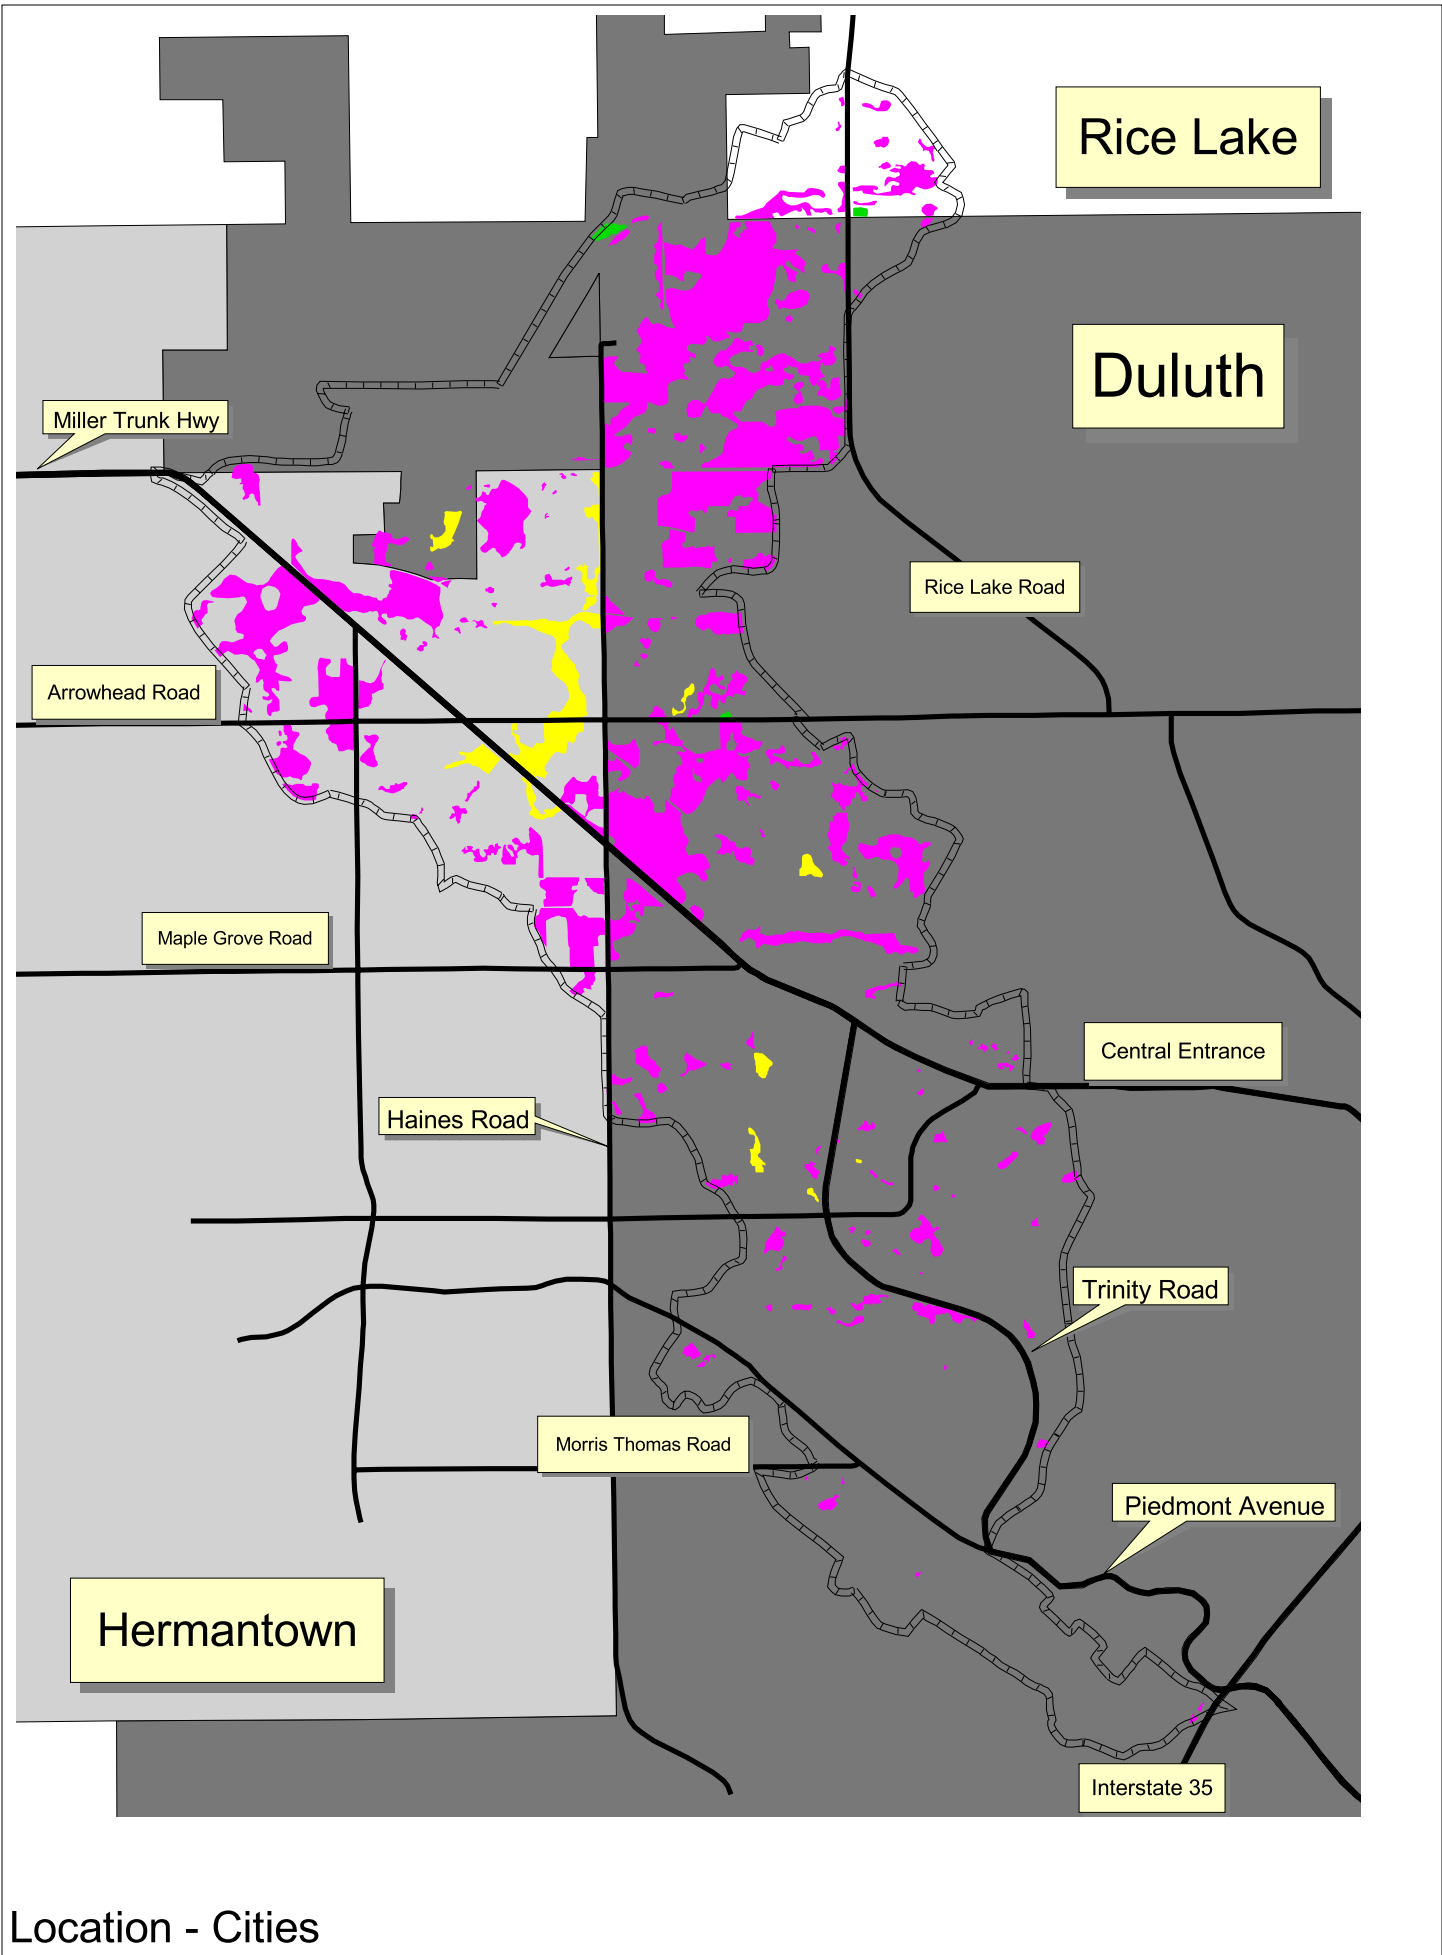 Rice Lake
Duluth
Miller Trunk Hwy
Rice Lake Road
Arrowhead Road
Maple Grove Road
Central Entrance
Haines Road
Trinity Road
Morris Thomas Road
Piedmont Avenue
Hermantown
Interstate 35
Location - Cities